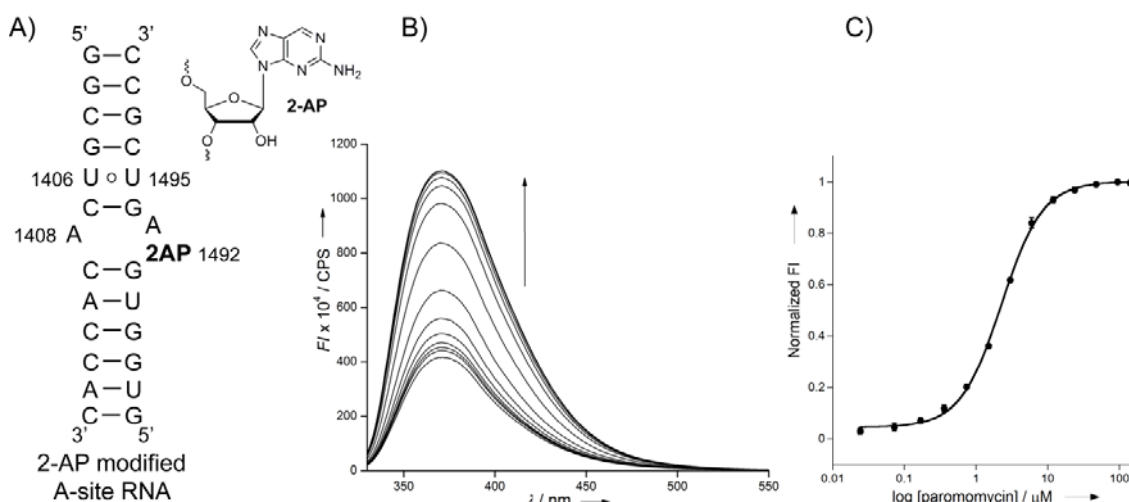 A)
5’ 3’
G C
G C
C G
G C
1406 U o U 1495
C G
1408 A A
2AP 1492
C G
A U
C G
C G
A U
C G
3’ 5’
2-AP modified
A-site RNA
N N
N N NH2
O O
O OH
2-AP
B)
FI x 10⁴ / CPS
1200
1000
800
600
400
200
0
350 400 450 500 550
λ / nm
C)
Normalized FI
1
0.8
0.6
0.4
0.2
0
0.01 0.1 1 10 100
log [paromomycin] / μM